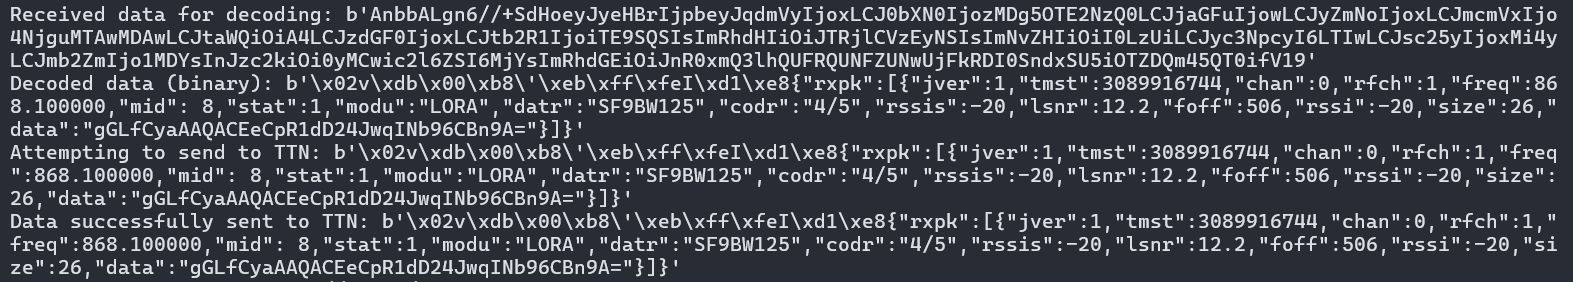 Received data for decoding: b'AnbbALgn6//+SdHoeyJyeHBrIjpbeyJqdmVyIjoxLCJ0bXN0IjozMDg5OTE2NzQ0LCJjaGFuIjowLCJyZmNoIjoxLCJmcmVxIjo
4NjguMTAwMDAwLCJtaWQiOiA4LCJzdGF0IjoxLCJtb2R1IjoiTE9SQSIsImRhdHIiOiJTRjlCVzEyNSIsImNvZHIiOiI0LzUiLCJyc3NpcyI6LTIwLCJsc25yIjoxMi4y
LCJmb2ZmIjo1MDYsInJzc2kiOi0yMCwic2l6ZSI6MjYsImRhdGEiOiJnR0xmQ3lhQUFRQUNFZUNwUjFkRDI0SndxSU5iOTZDQm45QT0ifV19'
Decoded data (binary): b'\x02v\xdb\x00\xb8\'\xeb\xff\xfeI\xd1\xe8{"rxpk":[{"jver":1,"tmst":3089916744,"chan":0,"rfch":1,"freq":86
8.100000,"mid": 8,"stat":1,"modu":"LORA","datr":"SF9BW125","codr":"4/5","rssis":-20,"lsnr":12.2,"foff":506,"rssi":-20,"size":26,"
data":"gGLfCyaAAQACEeCpR1dD24JwqINb96CBn9A="}]}'
Attempting to send to TTN: b'\x02v\xdb\x00\xb8\'\xeb\xff\xfeI\xd1\xe8{"rxpk":[{"jver":1,"tmst":3089916744,"chan":0,"rfch":1,"freq
":868.100000,"mid": 8,"stat":1,"modu":"LORA","datr":"SF9BW125","codr":"4/5","rssis":-20,"lsnr":12.2,"foff":506,"rssi":-20,"size":
26,"data":"gGLfCyaAAQACEeCpR1dD24JwqINb96CBn9A="}]}'
Data successfully sent to TTN: b'\x02v\xdb\x00\xb8\'\xeb\xff\xfeI\xd1\xe8{"rxpk":[{"jver":1,"tmst":3089916744,"chan":0,"rfch":1,"
freq":868.100000,"mid": 8,"stat":1,"modu":"LORA","datr":"SF9BW125","codr":"4/5","rssis":-20,"lsnr":12.2,"foff":506,"rssi":-20,"si
ze":26,"data":"gGLfCyaAAQACEeCpR1dD24JwqINb96CBn9A="}]}'